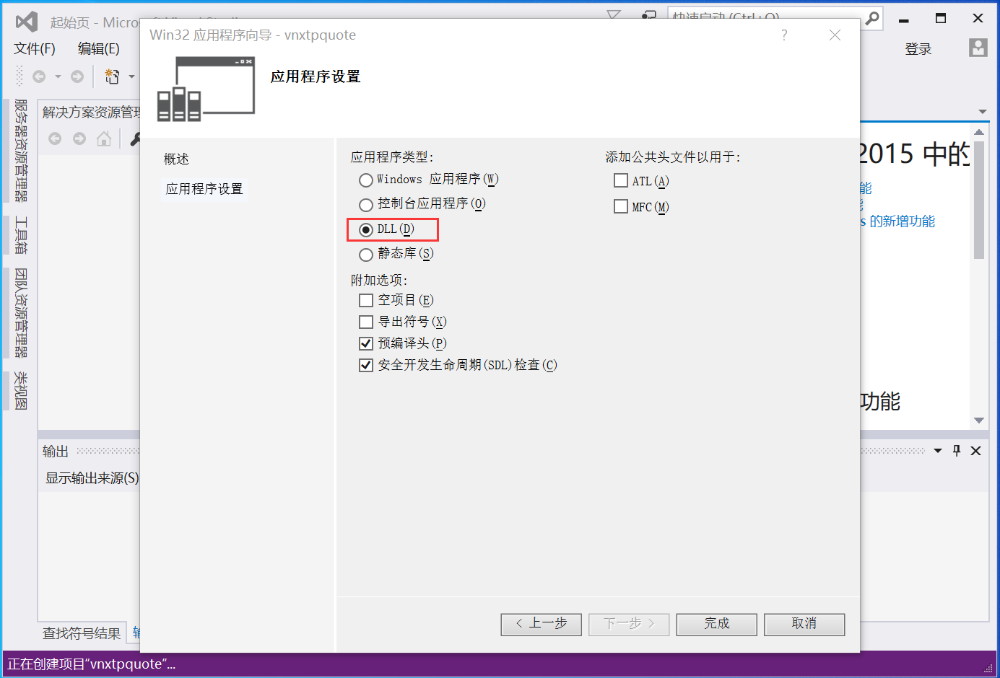 起始页 - Micro
快速启动 (Ctrl+Q)
文件(F)
编辑(E)
登录
Win32 应用程序向导 - vnxtpquote
?
应用程序设置
服务器资源管理器
工具箱
团队资源管理器
类视图
解决方案资源管理
概述
应用程序设置
应用程序类型:
Windows 应用程序(W)
控制台应用程序(O)
DLL(D)
静态库(S)
附加选项:
空项目(E)
导出符号(X)
预编译头(P)
安全开发生命周期(SDL)检查(C)
添加公共头文件以用于:
ATL(A)
MFC(M)
2015 中的
能
s 的新增功能
功能
输出
显示输出来源(S)
< 上一步
下一步 >
完成
取消
查找符号结果
输
正在创建项目“vnxtpquote”...